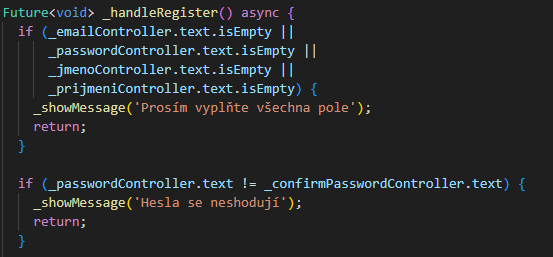 Future<void> _handleRegister() async {
if (_emailController.text.isEmpty ||
_passwordController.text.isEmpty ||
_jmenoController.text.isEmpty ||
_prijmeniController.text.isEmpty) {
_showMessage('Prosím vyplňte všechna pole');
return;
}
if (_passwordController.text != _confirmPasswordController.text) {
_showMessage('Hesla se neshodují');
return;
}